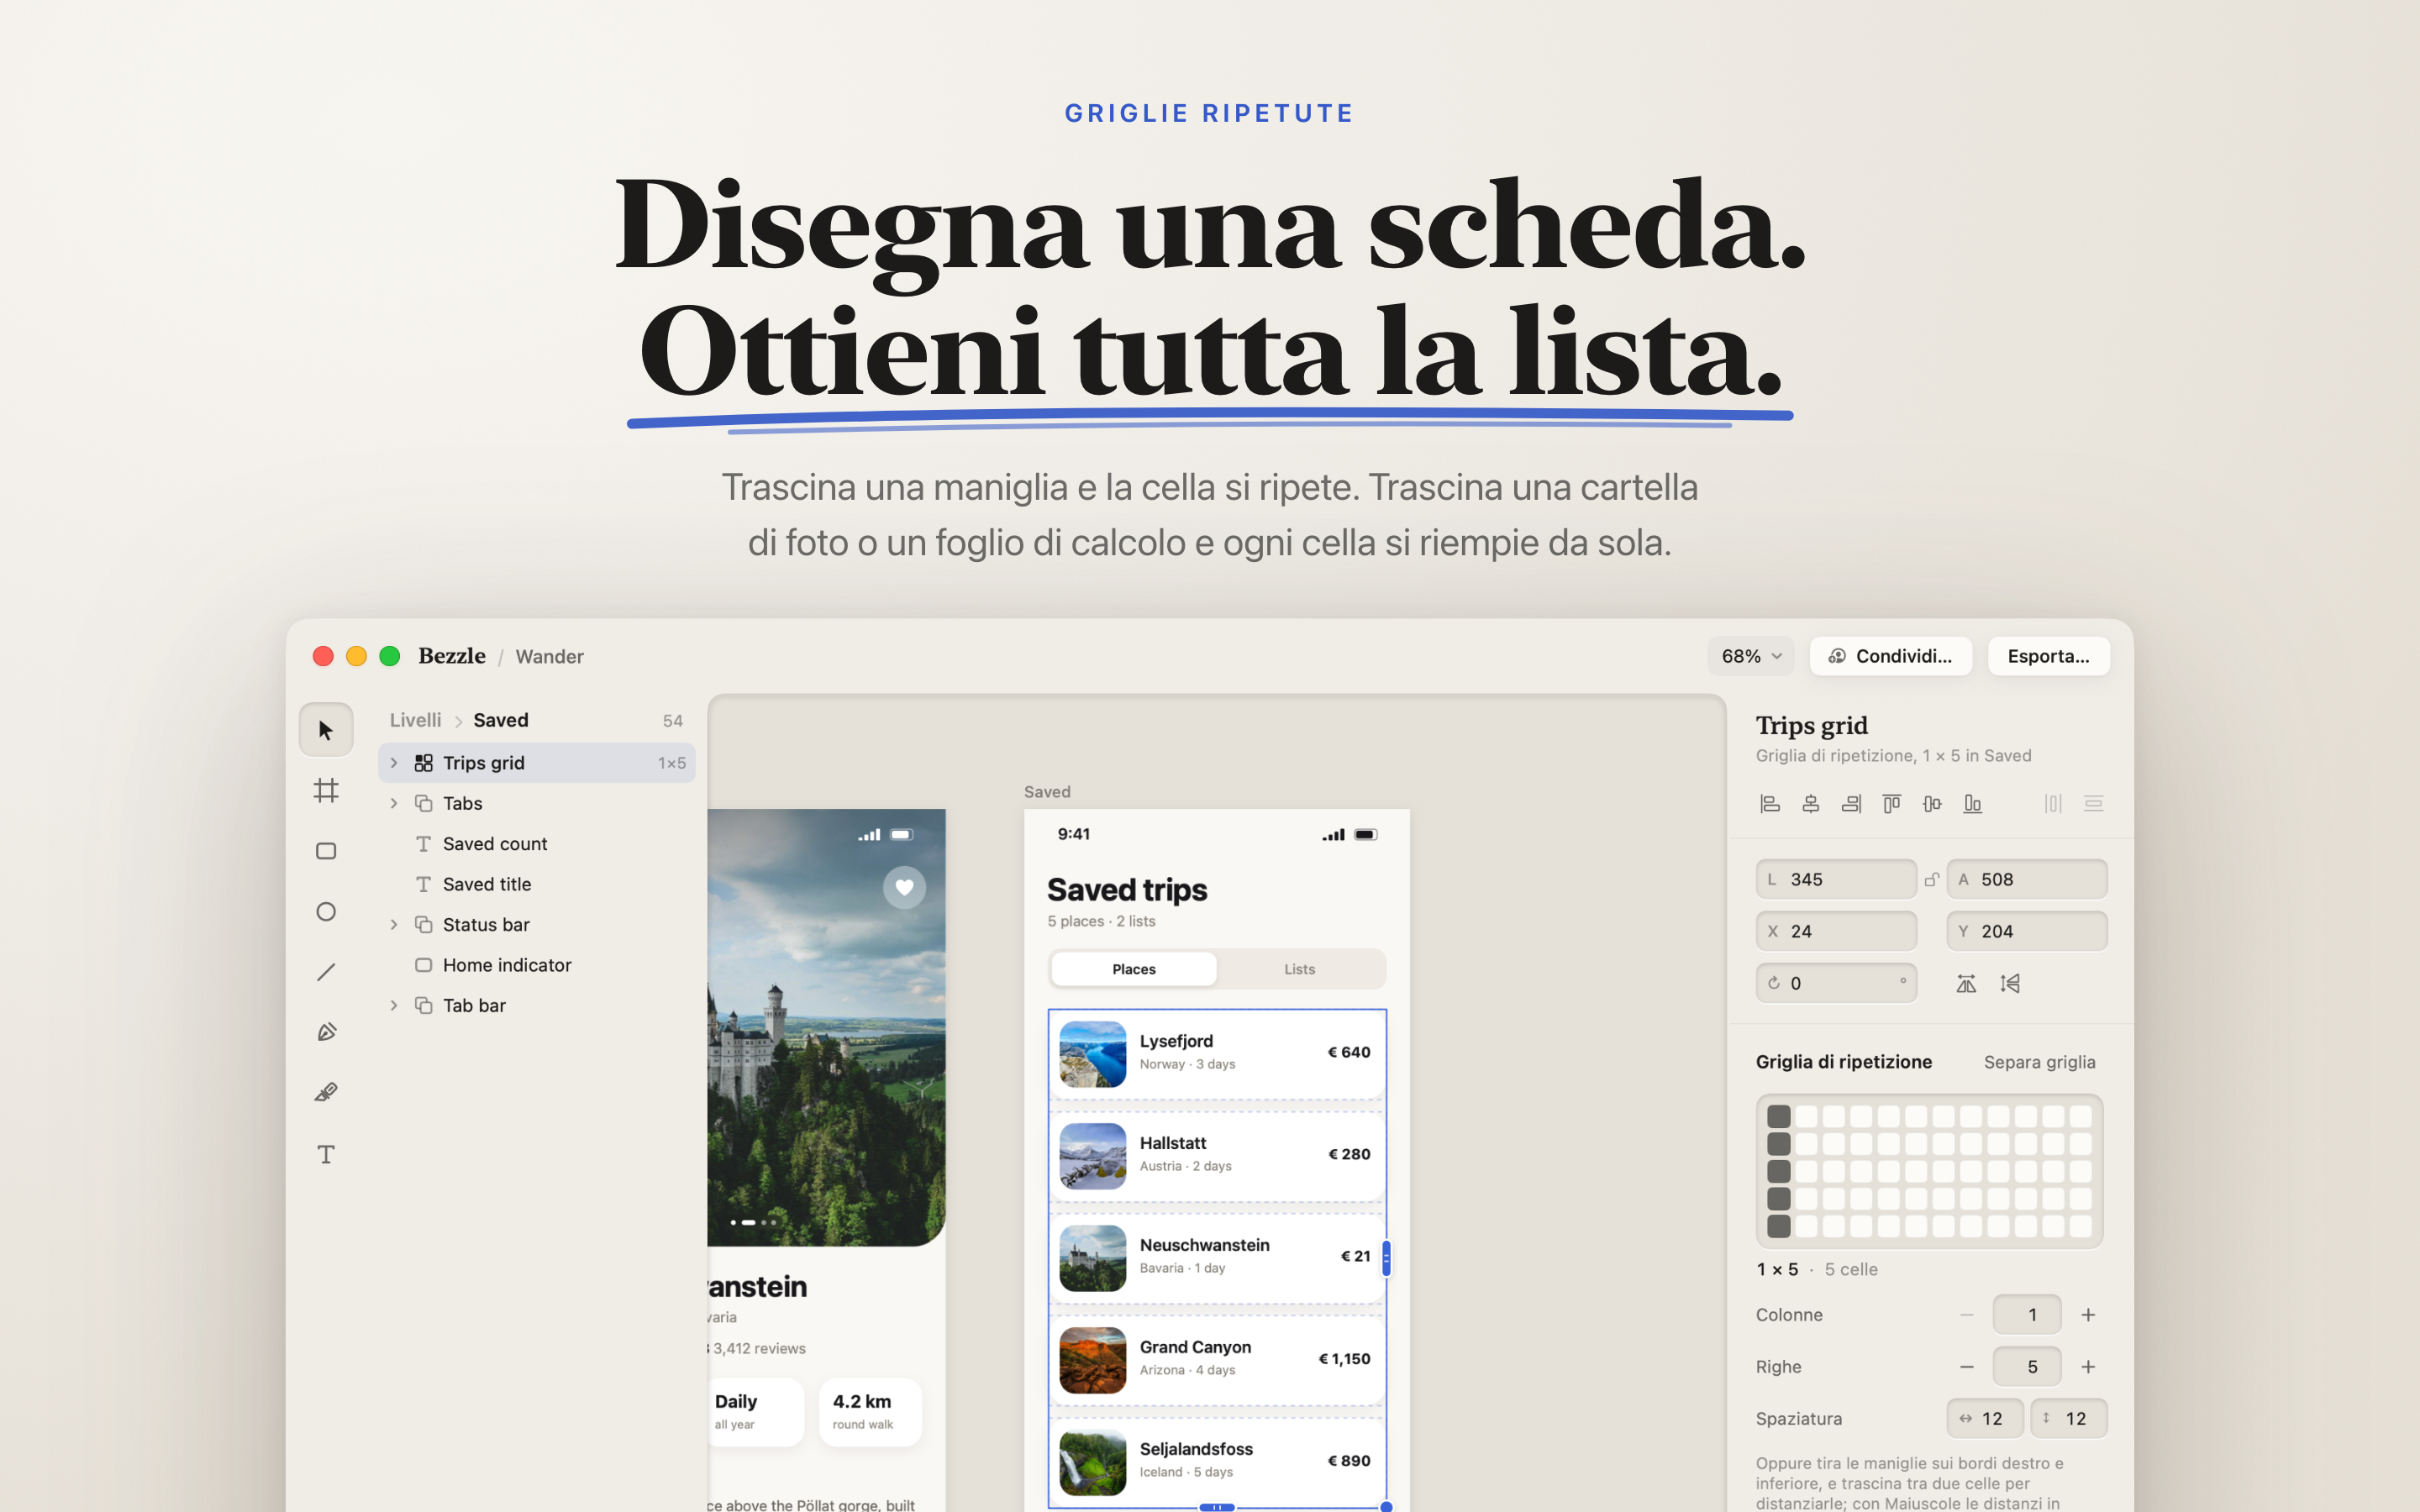 GRIGLIE RIPETUTE
Disegna una scheda.
Ottieni tutta la lista.
Trascina una maniglia e la cella si ripete. Trascina una cartella
di foto o un foglio di calcolo e ogni cella si riempie da sola.
Bezzle / Wander
68%
Condividi...
Esporta...
Livelli > Saved 54
Trips grid 1×5
Tabs
Saved count
Saved title
Status bar
Home indicator
Tab bar
anstein
varia
3,412 reviews
Daily
all year
4.2 km
round walk
ce above the Pöllat gorge, built
Saved
9:41
Saved trips
5 places · 2 lists
Places
Lists
Lysefjord
Norway · 3 days
€ 640
Hallstatt
Austria · 2 days
€ 280
Neuschwanstein
Bavaria · 1 day
€ 21
Grand Canyon
Arizona · 4 days
€ 1,150
Seljalandsfoss
Iceland · 5 days
€ 890
Trips grid
Griglia di ripetizione, 1 × 5 in Saved
L 345
A 508
X 24
Y 204
0 °
Griglia di ripetizione
Separa griglia
1 × 5 · 5 celle
Colonne − 1 +
Righe − 5 +
Spaziatura 12 12
Oppure tira le maniglie sui bordi destro e
inferiore, e trascina tra due celle per
distanziarle; con Maiuscole le distanzi in